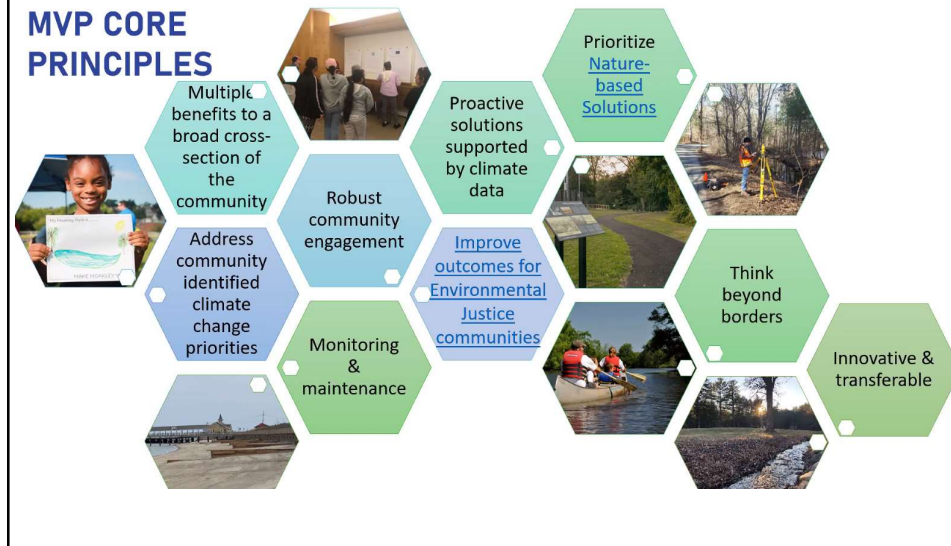 MVP CORE
PRINCIPLES
Multiple
benefits to a
broad cross-
section of
the
community
Proactive
solutions
supported
by climate
data
Prioritize
Nature-
based
Solutions
Robust
community
engagement
Address
community
identified
climate
change
priorities
Improve
outcomes for
Environmental
Justice
communities
Think
beyond
borders
Monitoring
&
maintenance
Innovative &
transferable